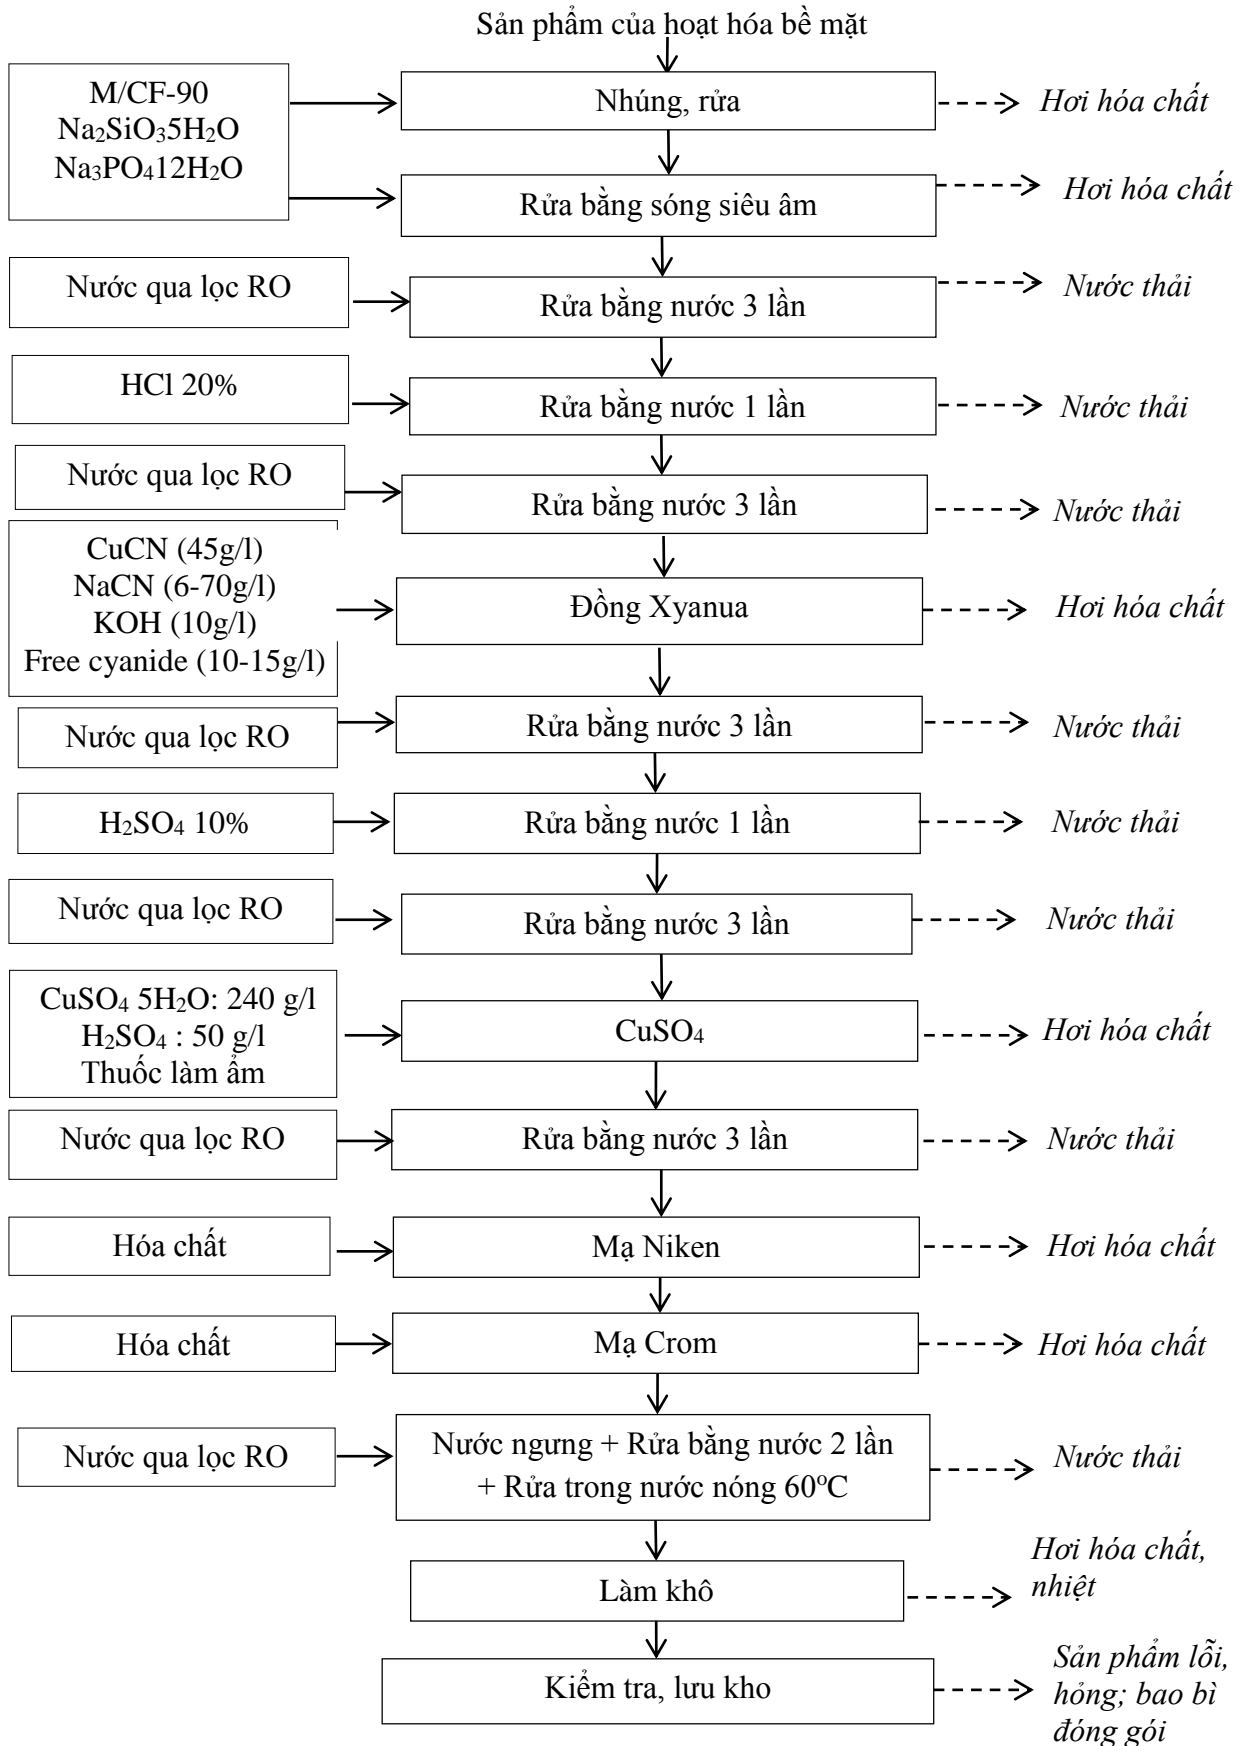 Sản phẩm của hoạt hóa bề mặt
M/CF-90
Na₂SiO₃5H₂O
Na₃PO₄12H₂O
Nhúng, rửa
Hơi hóa chất
Rửa bằng sóng siêu âm
Hơi hóa chất
Nước qua lọc RO
Rửa bằng nước 3 lần
Nước thải
HCl 20%
Rửa bằng nước 1 lần
Nước thải
Nước qua lọc RO
Rửa bằng nước 3 lần
Nước thải
CuCN (45g/l)
NaCN (6-70g/l)
KOH (10g/l)
Free cyanide (10-15g/l)
Đồng Xyanua
Hơi hóa chất
Nước qua lọc RO
Rửa bằng nước 3 lần
Nước thải
H₂SO₄ 10%
Rửa bằng nước 1 lần
Nước thải
Nước qua lọc RO
Rửa bằng nước 3 lần
Nước thải
CuSO₄ 5H₂O: 240 g/l
H₂SO₄ : 50 g/l
Thuốc làm ẩm
CuSO₄
Hơi hóa chất
Nước qua lọc RO
Rửa bằng nước 3 lần
Nước thải
Hóa chất
Mạ Niken
Hơi hóa chất
Hóa chất
Mạ Crom
Hơi hóa chất
Nước qua lọc RO
Nước ngưng + Rửa bằng nước 2 lần
+ Rửa trong nước nóng 60ºC
Nước thải
Làm khô
Hơi hóa chất,
nhiệt
Kiểm tra, lưu kho
Sản phẩm lỗi,
hỏng; bao bì
đóng gói